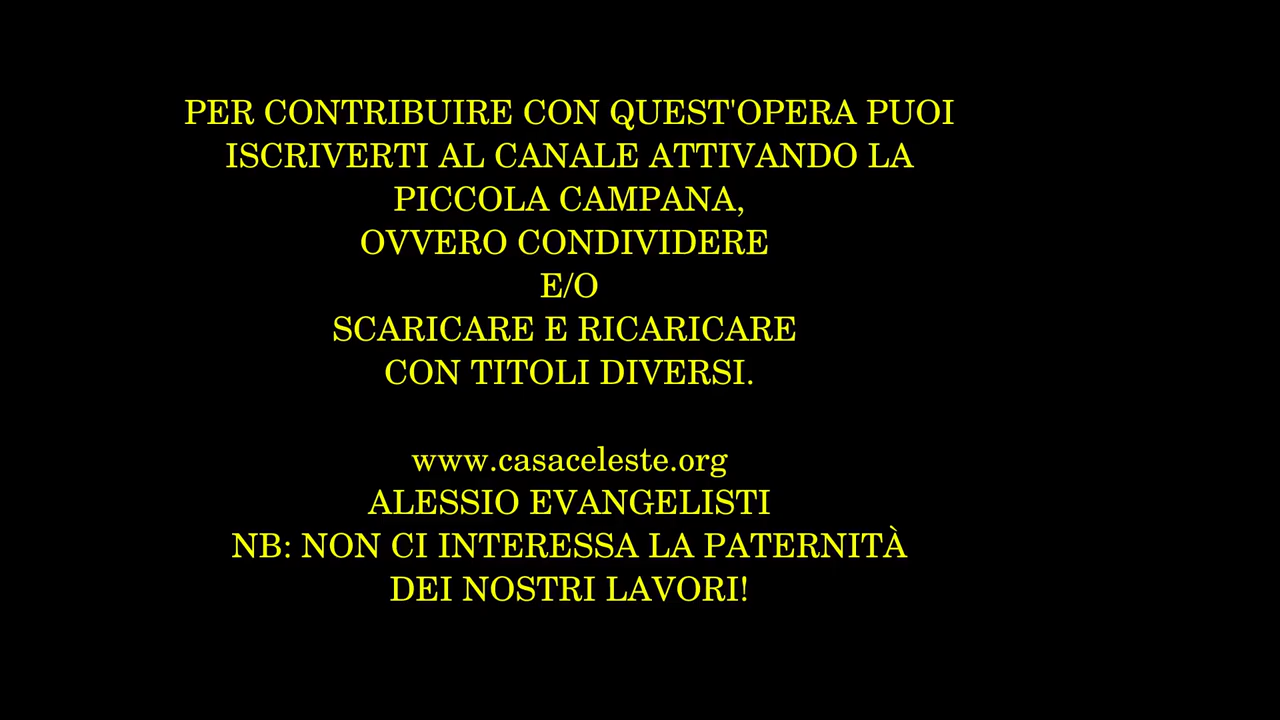 PER CONTRIBUIRE CON QUEST'OPERA PUOI
ISCRIVERTI AL CANALE ATTIVANDO LA
PICCOLA CAMPANA,
OVVERO CONDIVIDERE
E/O
SCARICARE E RICARICARE
CON TITOLI DIVERSI.
www.casaceleste.org
ALESSIO EVANGELISTI
NB: NON CI INTERESSA LA PATERNITÀ
DEI NOSTRI LAVORI!